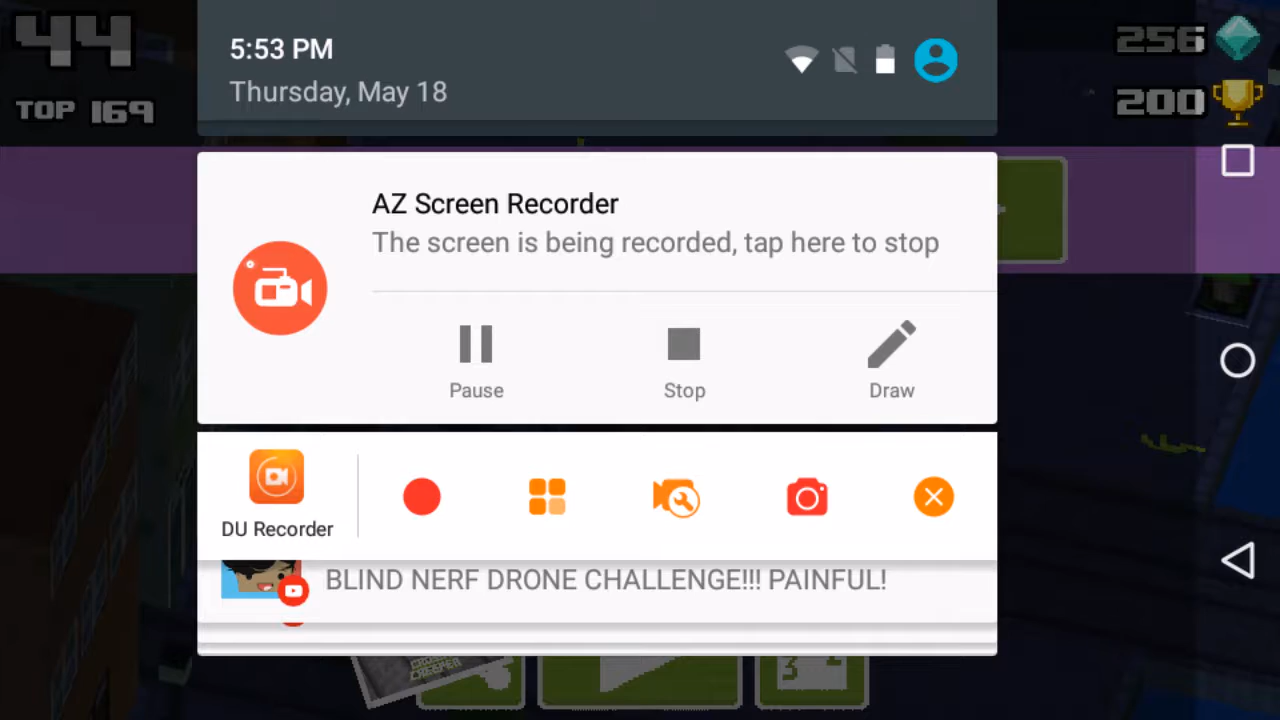 44
TOP 169
256
200
5:53 PM
Thursday, May 18
AZ Screen Recorder
The screen is being recorded, tap here to stop
Pause
Stop
Draw
DU Recorder
BLIND NERF DRONE CHALLENGE!!! PAINFUL!
CREEPER